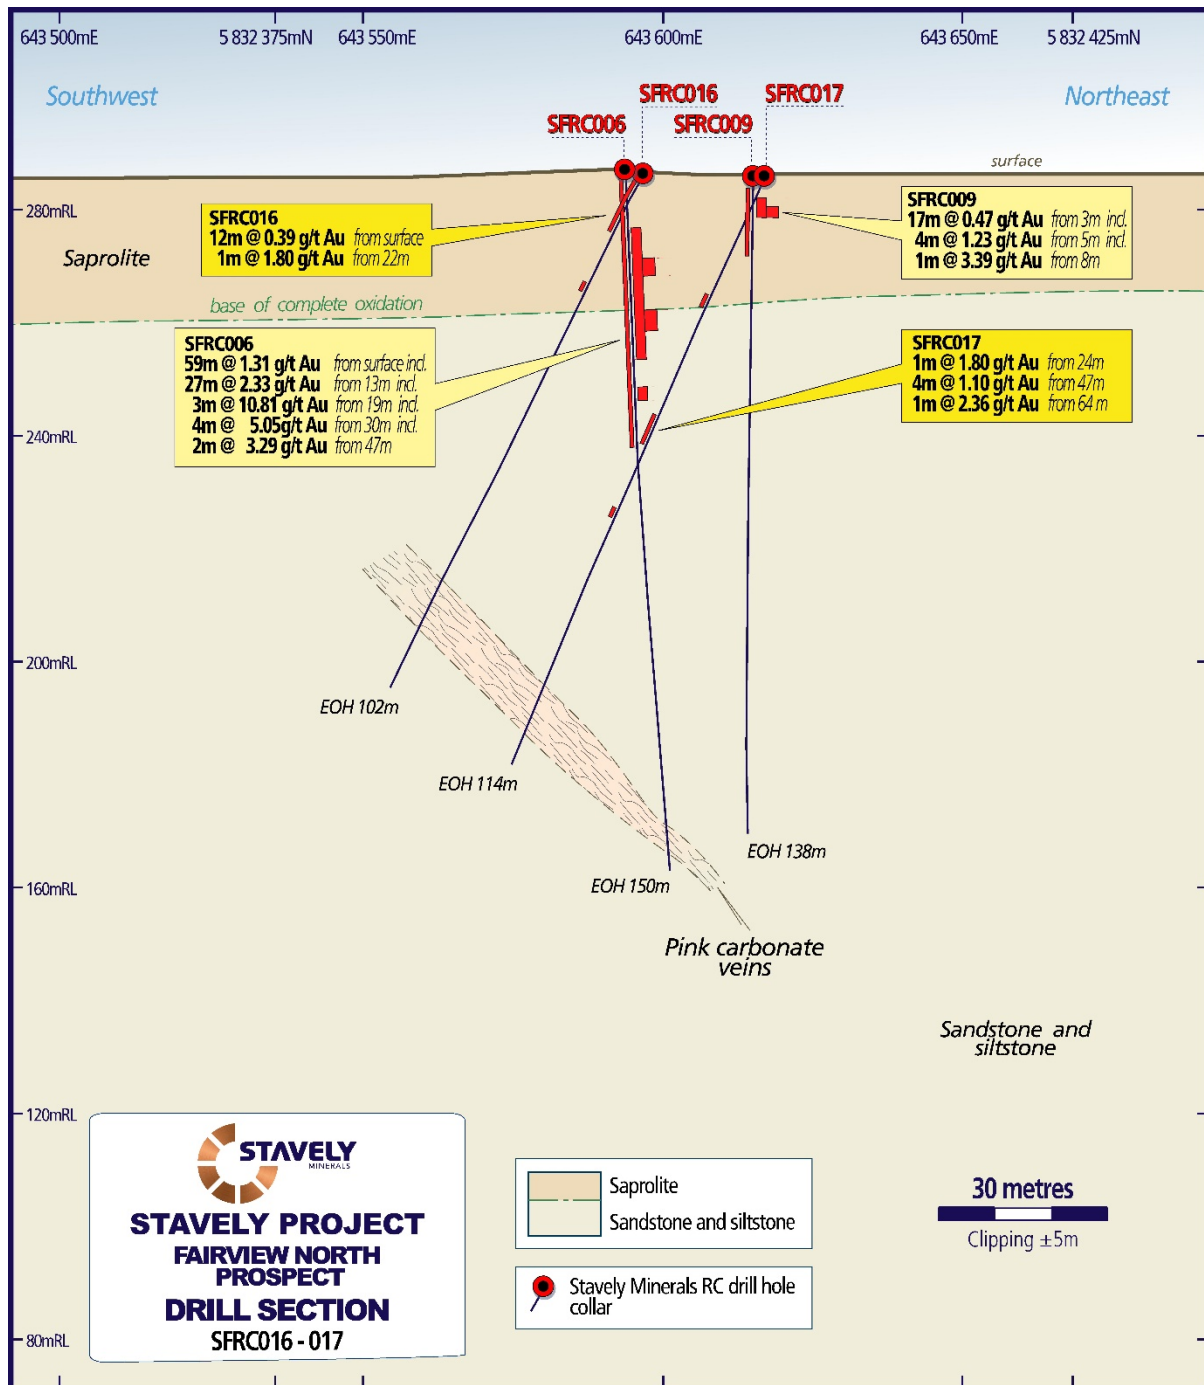 643 500mE
5 832 375mN
643 550mE
643 600mE
643 650mE
5 832 425mN
Southwest
Northeast
SFRC006
SFRC016
SFRC009
SFRC017
surface
280mRL
Saprolite
SFRC016
12m @ 0.39 g/t Au from surface
1m @ 1.80 g/t Au from 22m
SFRC009
17m @ 0.47 g/t Au from 3m incl.
4m @ 1.23 g/t Au from 5m incl.
1m @ 3.39 g/t Au from 8m
base of complete oxidation
SFRC006
59m @ 1.31 g/t Au from surface incl.
27m @ 2.33 g/t Au from 13m incl.
3m @ 10.81 g/t Au from 19m incl.
4m @ 5.05g/t Au from 30m incl.
2m @ 3.29 g/t Au from 47m
SFRC017
1m @ 1.80 g/t Au from 24m
4m @ 1.10 g/t Au from 47m
1m @ 2.36 g/t Au from 64 m
240mRL
200mRL
EOH 102m
EOH 114m
EOH 138m
EOH 150m
160mRL
Pink carbonate
veins
Sandstone and
siltstone
120mRL
STAVELY
MINERALS
STAVELY PROJECT
FAIRVIEW NORTH
PROSPECT
DRILL SECTION
SFRC016 - 017
Saprolite
Sandstone and siltstone
Stavely Minerals RC drill hole
collar
30 metres
Clipping ±5m
80mRL